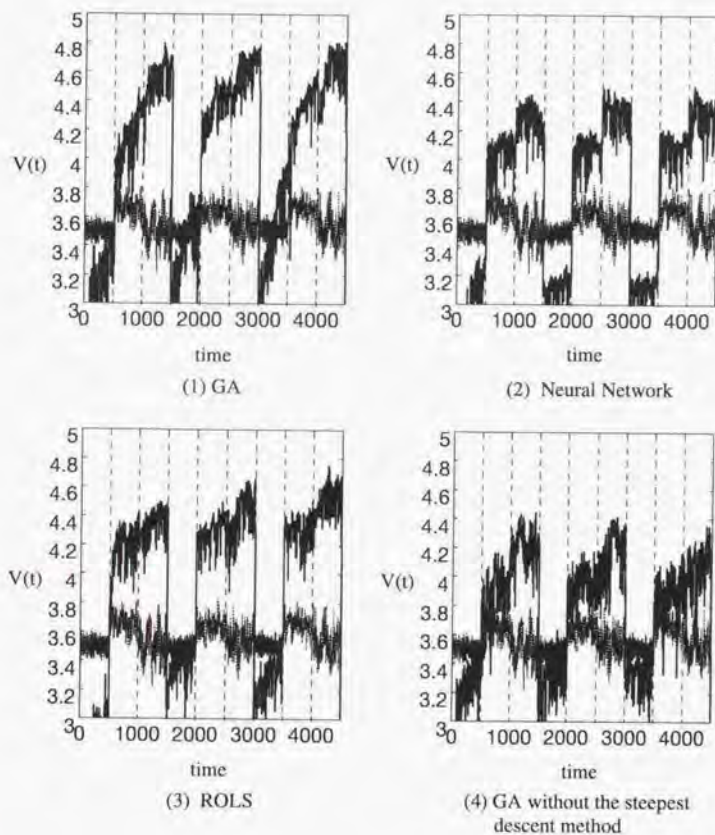 5
4.8
4.6
4.4
4.2
4
V(t)
3.8
3.6
3.4
3.2
3
0 1000 2000 3000 4000
time
(1) GA
5
4.8
4.6
4.4
4.2
4
V(t)
3.8
3.6
3.4
3.2
3
0 1000 2000 3000 4000
time
(2) Neural Network
5
4.8
4.6
4.4
4.2
V(t)
4
3.8
3.6
3.4
3.2
3
0 1000 2000 3000 4000
time
(3) ROLS
5
4.8
4.6
4.4
4.2
V(t)
4
3.8
3.6
3.4
3.2
3
0 1000 2000 3000 4000
time
(4) GA without the steepest
descent method